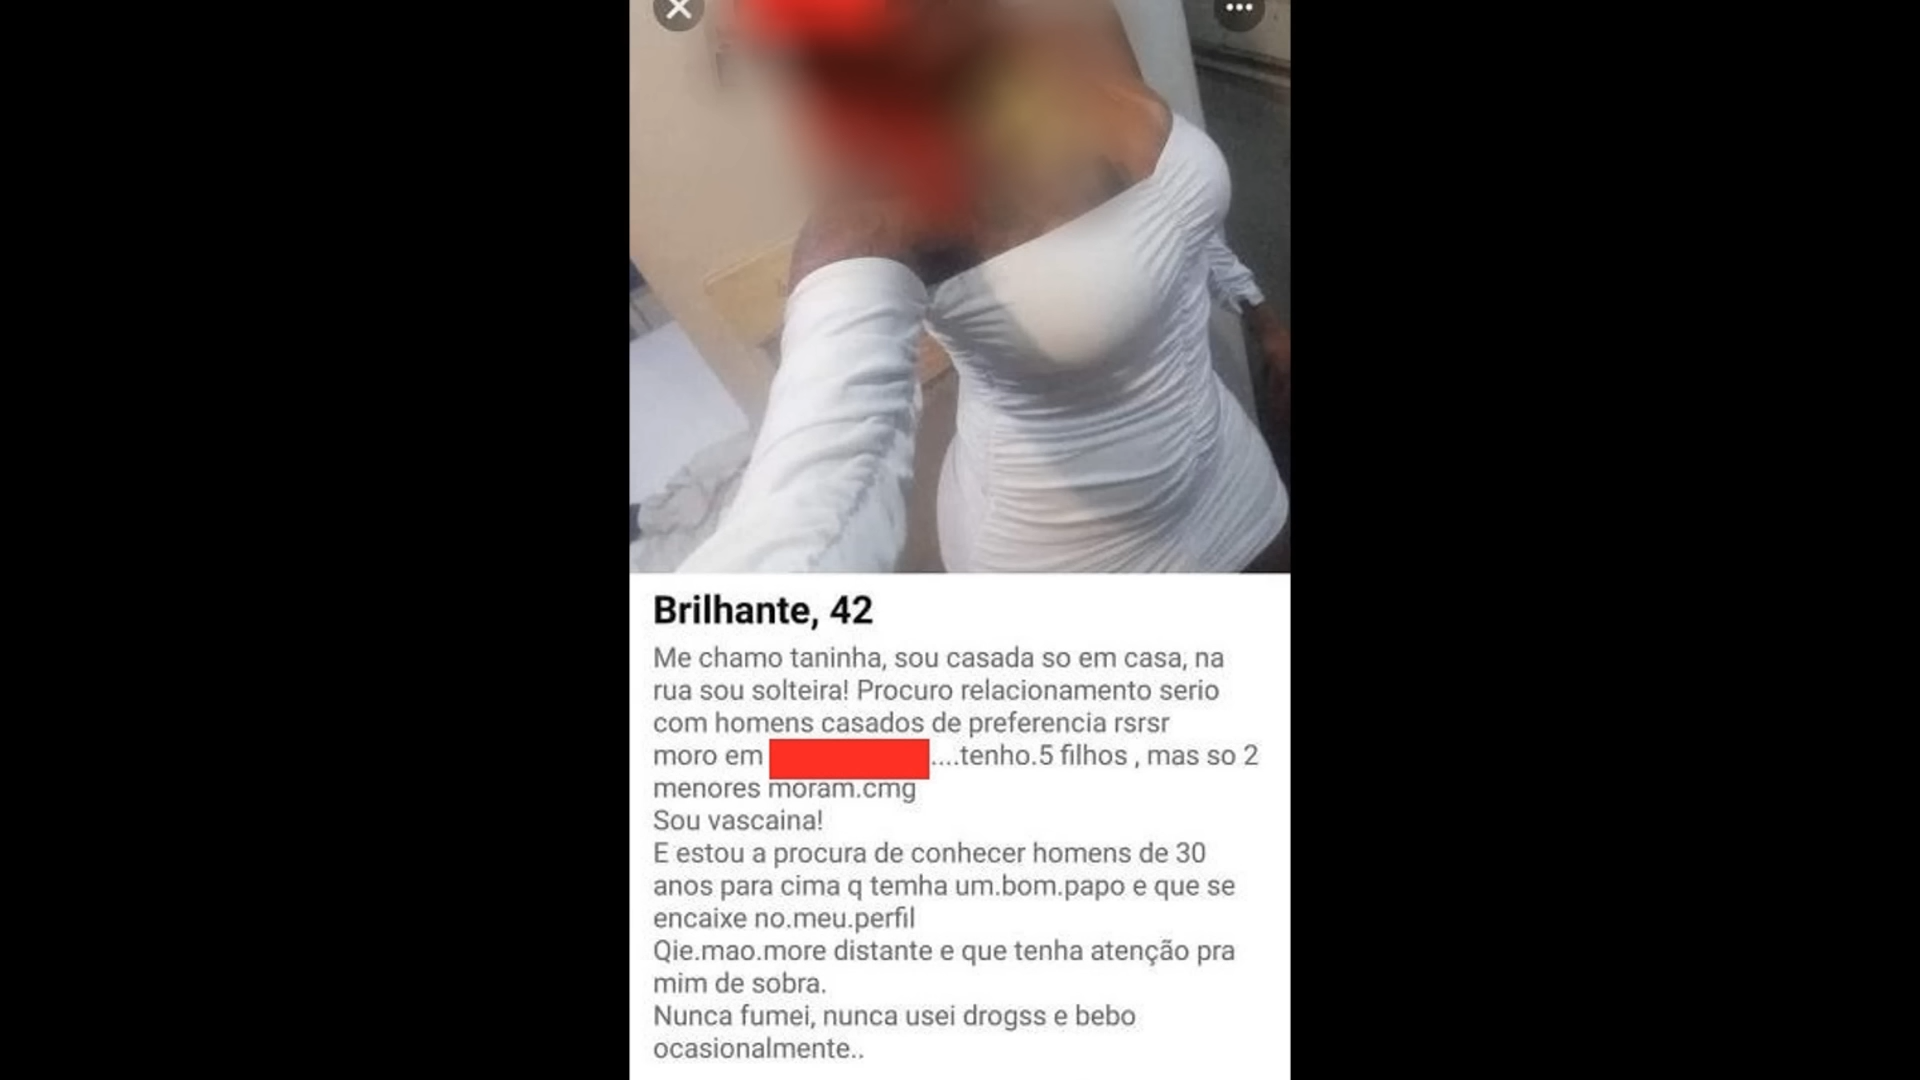 Brilhante, 42
Me chamo taninha, sou casada so em casa, na
rua sou solteira! Procuro relacionamento serio
com homens casados de preferencia rsrsr
moro em ....tenho.5 filhos , mas so 2
menores moram.cmg
Sou vascaina!
E estou a procura de conhecer homens de 30
anos para cima q temha um.bom.papo e que se
encaixe no.meu.perfil
Qie.mao.more distante e que tenha atenção pra
mim de sobra.
Nunca fumei, nunca usei drogss e bebo
ocasionalmente..